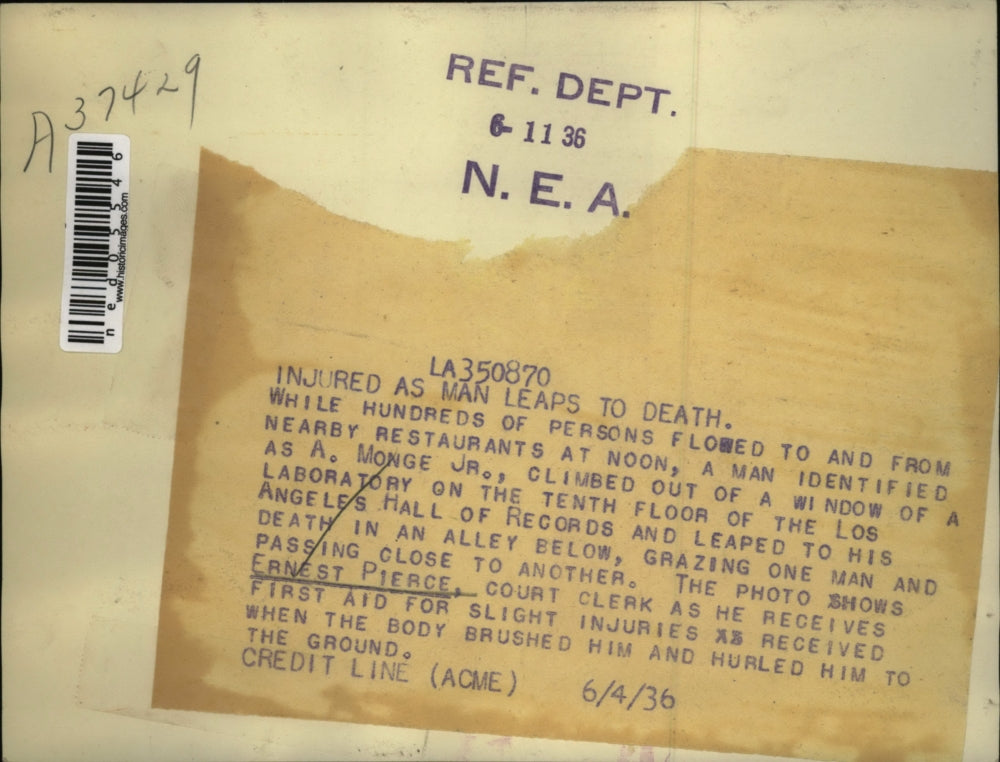 A37429
REF. DEPT.
6-11 36
N. E. A.
ned05546
www.historicimages.com
LA350870
INJURED AS MAN LEAPS TO DEATH.
WHILE HUNDREDS OF PERSONS FLOWED TO AND FROM
NEARBY RESTAURANTS AT NOON, A MAN IDENTIFIED
AS A. MONGE JR., CLIMBED OUT OF A WINDOW OF A
LABORATORY ON THE TENTH FLOOR OF THE LOS
ANGELES HALL OF RECORDS AND LEAPED TO HIS
DEATH IN AN ALLEY BELOW, GRAZING ONE MAN AND
PASSING CLOSE TO ANOTHER. THE PHOTO SHOWS
ERNEST PIERCE, COURT CLERK AS HE RECEIVES
FIRST AID FOR SLIGHT INJURIES AS RECEIVED
WHEN THE BODY BRUSHED HIM AND HURLED HIM TO
THE GROUND.
CREDIT LINE (ACME) 6/4/36